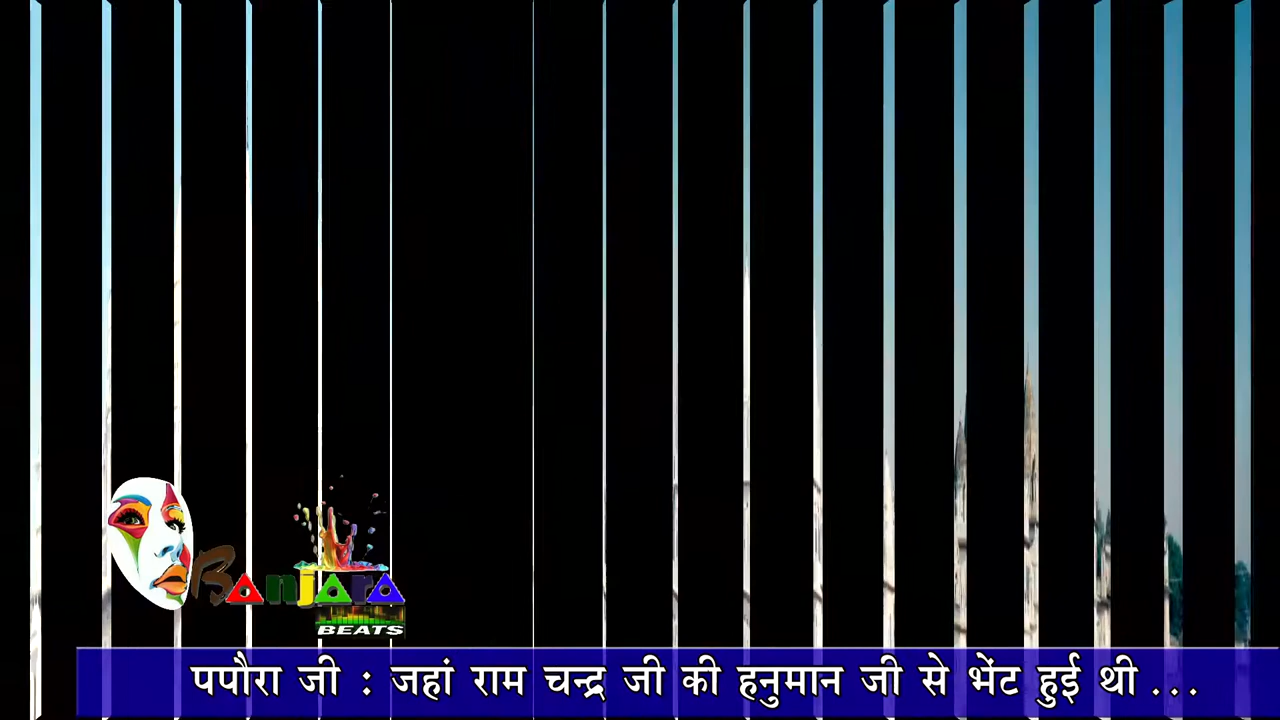 Banjara
BEATS
पपौरा जी : जहां राम चन्द्र जी की हनुमान जी से भेंट हुई थी...